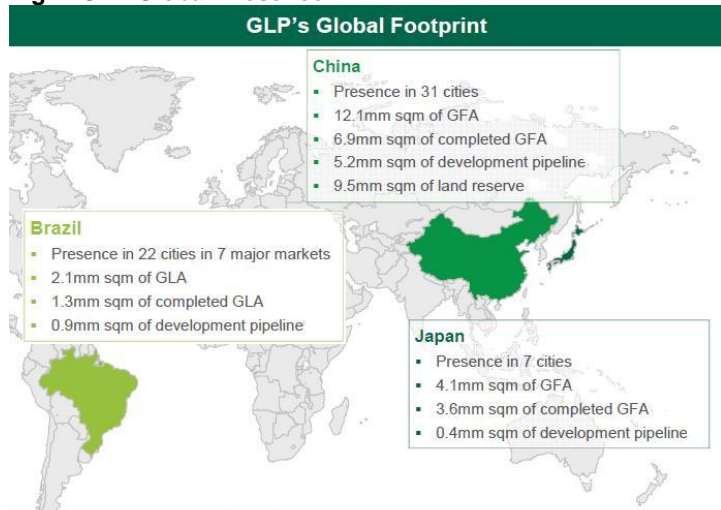 GLP's Global Footprint
China
▪ Presence in 31 cities
▪ 12.1mm sqm of GFA
▪ 6.9mm sqm of completed GFA
▪ 5.2mm sqm of development pipeline
▪ 9.5mm sqm of land reserve
Brazil
▪ Presence in 22 cities in 7 major markets
▪ 2.1mm sqm of GLA
▪ 1.3mm sqm of completed GLA
▪ 0.9mm sqm of development pipeline
Japan
▪ Presence in 7 cities
▪ 4.1mm sqm of GFA
▪ 3.6mm sqm of completed GFA
▪ 0.4mm sqm of development pipeline